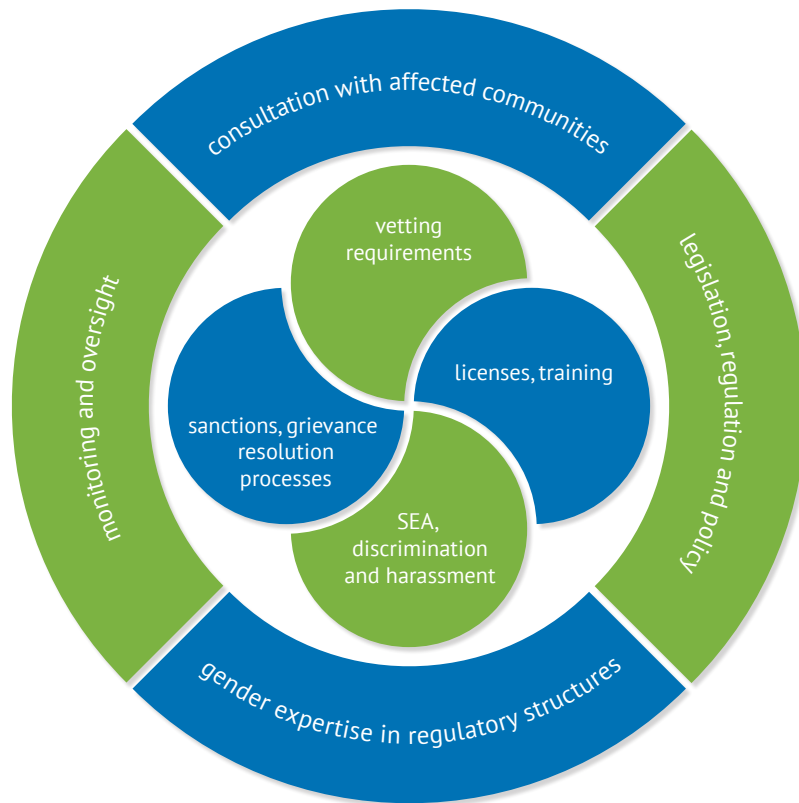 consultation with affected communities
legislation, regulation and policy
gender expertise in regulatory structures
monitoring and oversight
vetting
requirements
licenses, training
SEA,
discrimination
and harassment
sanctions, grievance
resolution
processes